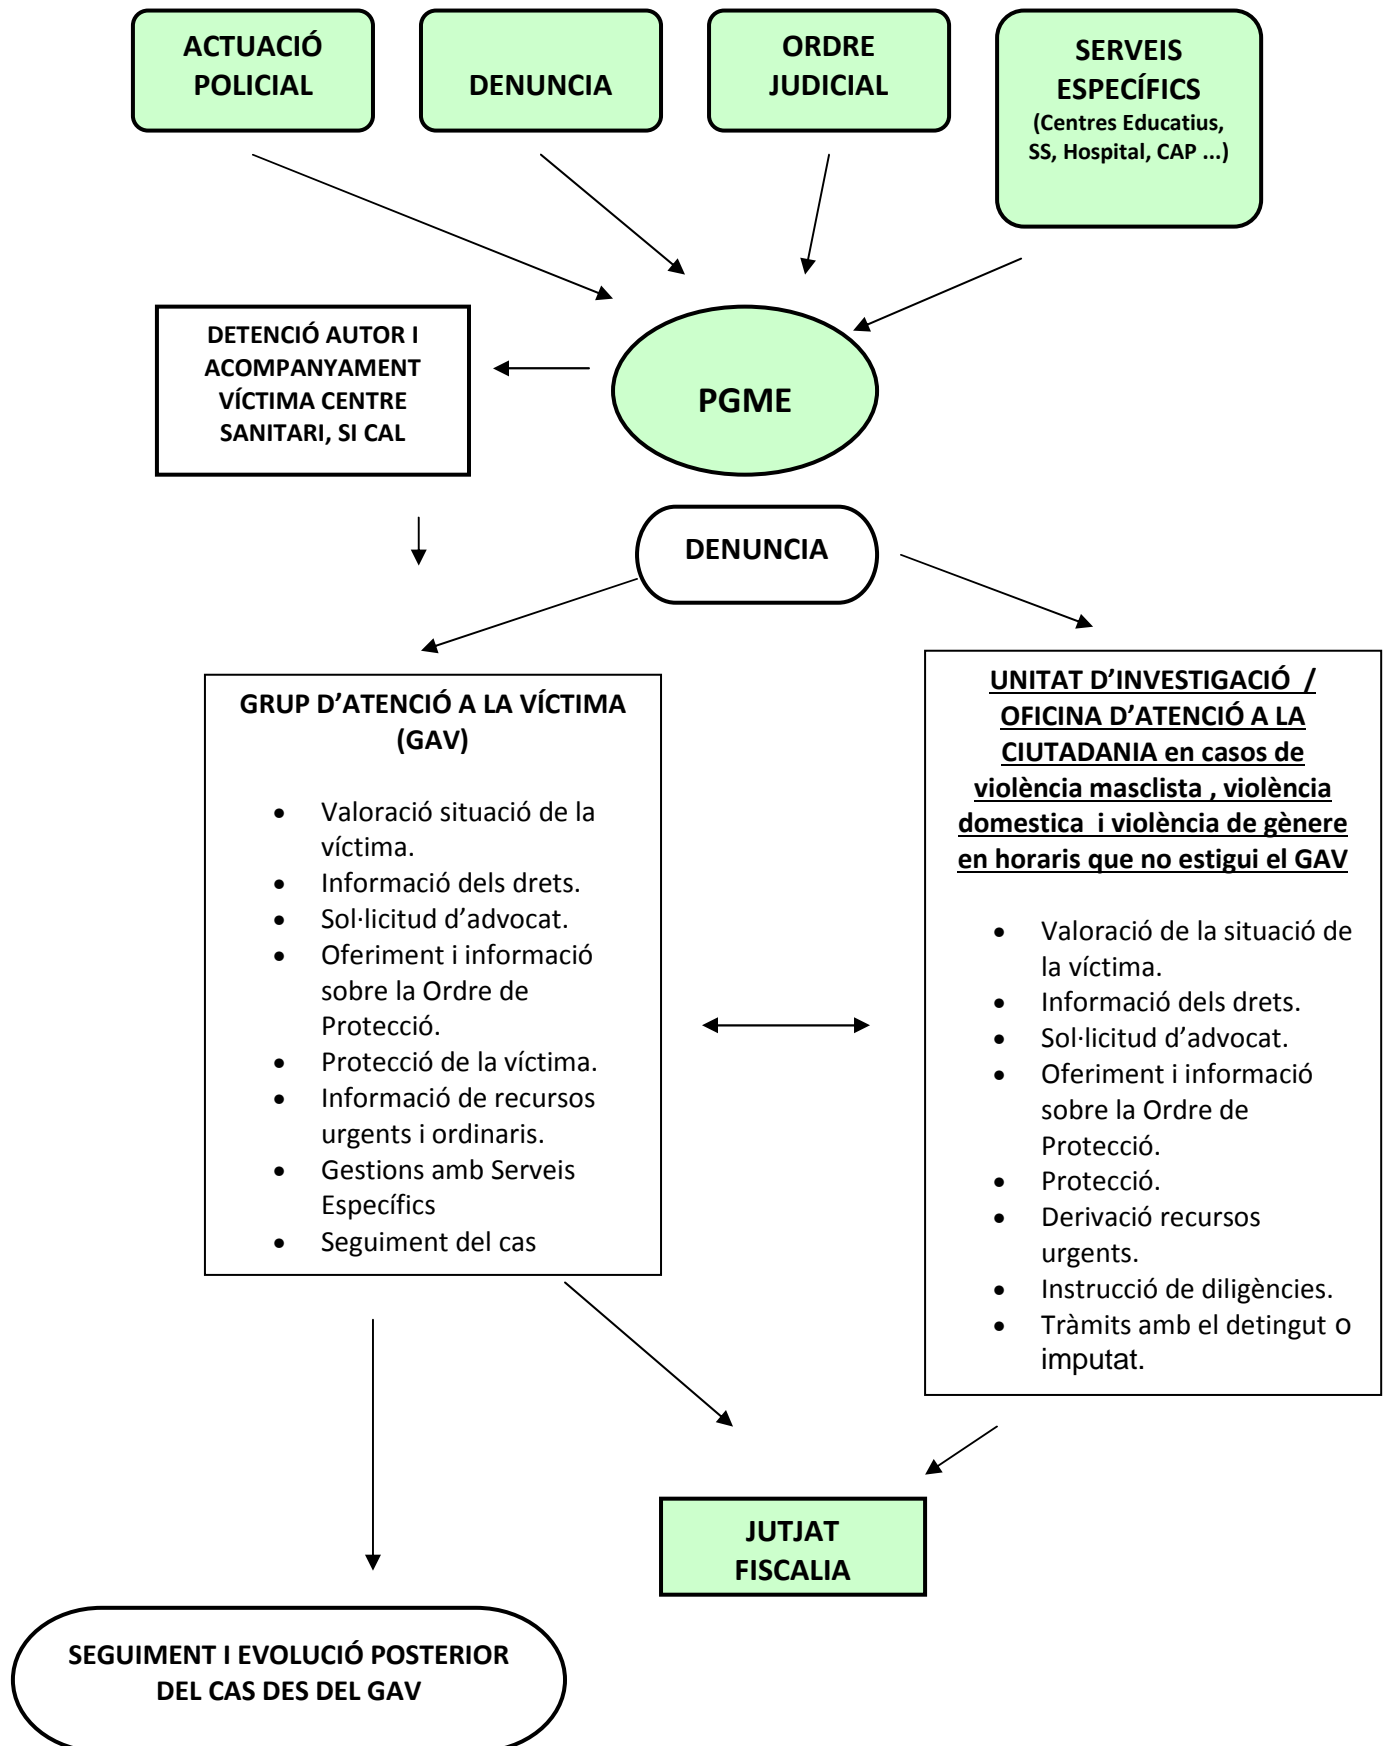 ACTUACIÓ
POLICIAL
DENUNCIA
ORDRE
JUDICIAL
SERVEIS
ESPECÍFICS
(Centres Educatius,
SS, Hospital, CAP ...)
DETENCIÓ AUTOR I
ACOMPANYAMENT
VÍCTIMA CENTRE
SANITARI, SI CAL
PGME
DENUNCIA
GRUP D’ATENCIÓ A LA VÍCTIMA
(GAV)
• Valoració situació de la
víctima.
• Informació dels drets.
• Sol·licitud d’advocat.
• Oferiment i informació
sobre la Ordre de
Protecció.
• Protecció de la víctima.
• Informació de recursos
urgents i ordinaris.
• Gestions amb Serveis
Específics
• Seguiment del cas
UNITAT D’INVESTIGACIÓ /
OFICINA D’ATENCIÓ A LA
CIUTADANIA en casos de
violència masclista , violència
domestica i violència de gènere
en horaris que no estigui el GAV
• Valoració de la situació de
la víctima.
• Informació dels drets.
• Sol·licitud d’advocat.
• Oferiment i informació
sobre la Ordre de
Protecció.
• Protecció.
• Derivació recursos
urgents.
• Instrucció de diligències.
• Tràmits amb el detingut o
imputat.
JUTJAT
FISCALIA
SEGUIMENT I EVOLUCIÓ POSTERIOR
DEL CAS DES DEL GAV